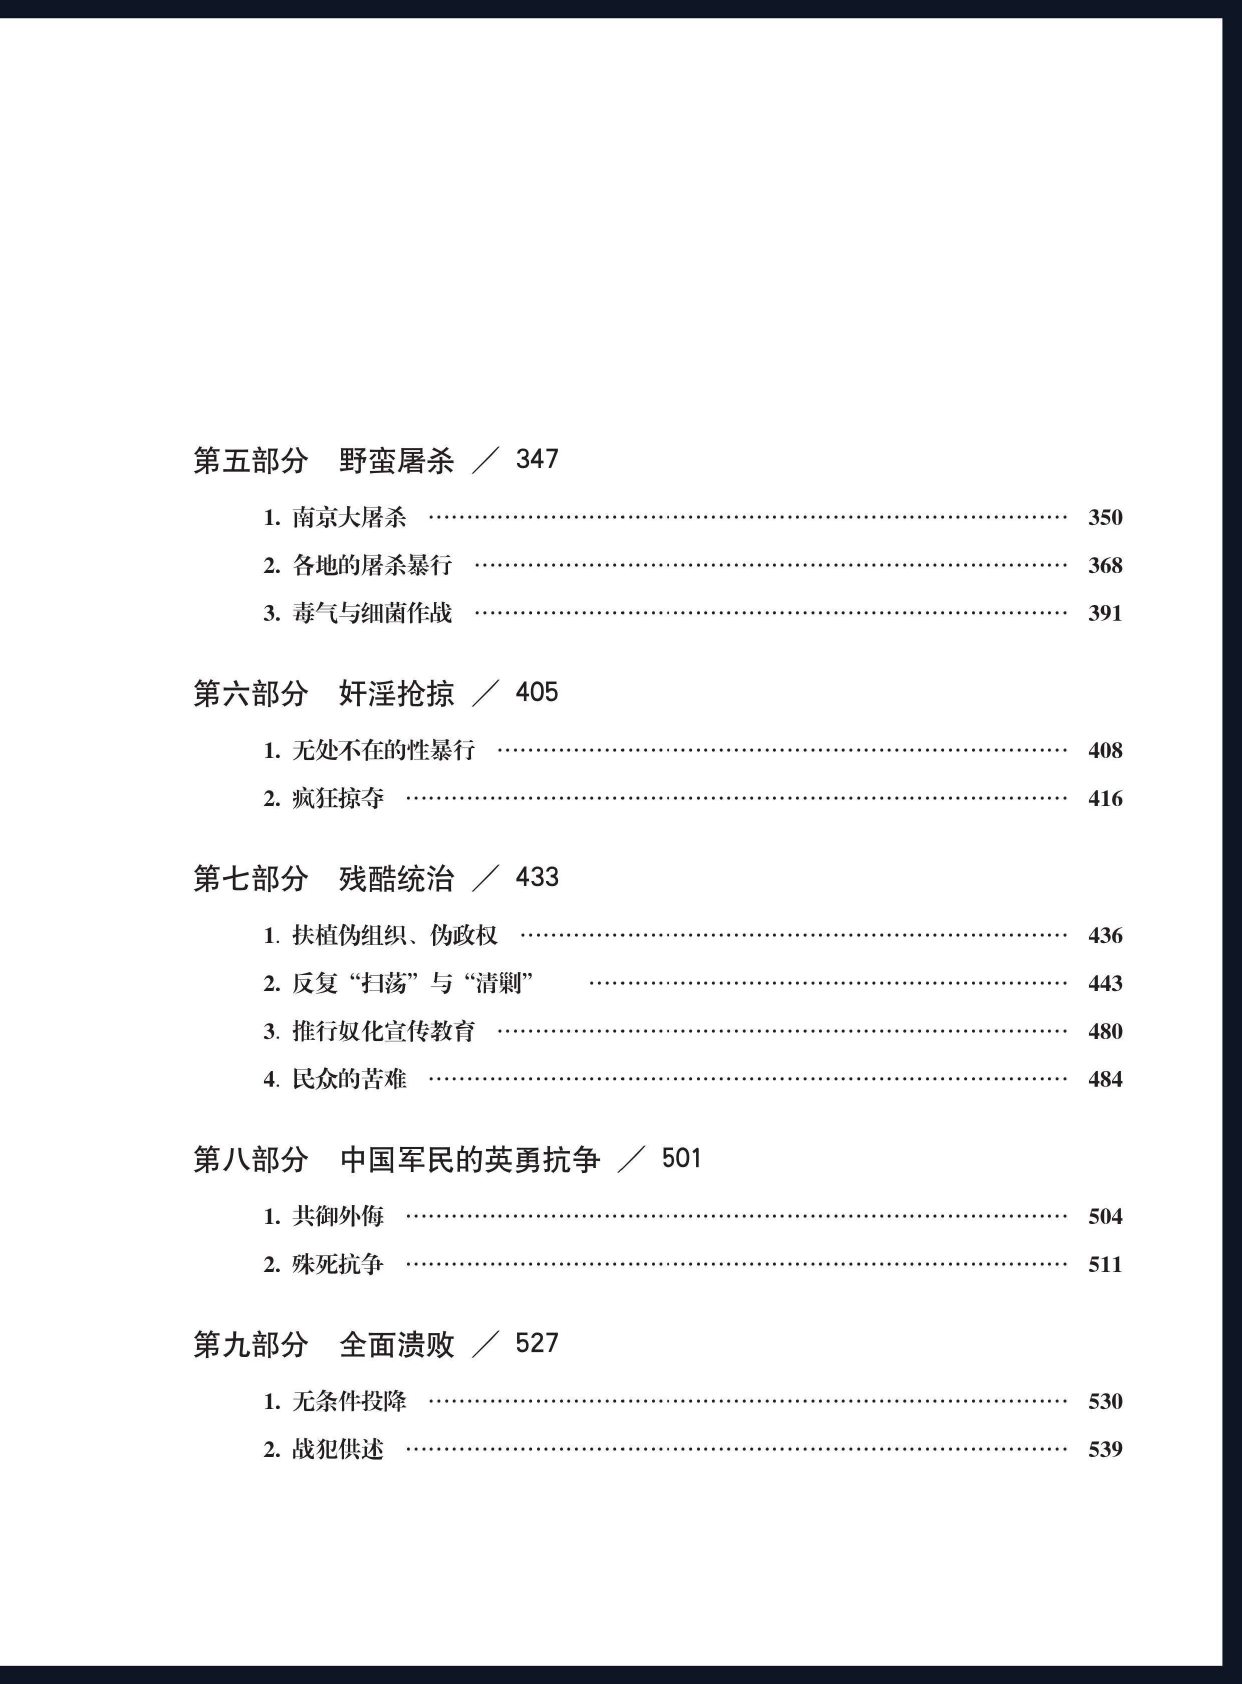 第五部分 野蛮屠杀 ／ 347
1. 南京大屠杀 …………………………………………………………………… 350
2. 各地的屠杀暴行 …………………………………………………………………… 368
3. 毒气与细菌作战 …………………………………………………………………… 391
第六部分 奸淫抢掠 ／ 405
1. 无处不在的性暴行 …………………………………………………………………… 408
2. 疯狂掠夺 …………………………………………………………………… 416
第七部分 残酷统治 ／ 433
1. 扶植伪组织、伪政权 …………………………………………………………………… 436
2. 反复“扫荡”与“清剿” …………………………………………………………………… 443
3. 推行奴化宣传教育 …………………………………………………………………… 480
4. 民众的苦难 …………………………………………………………………… 484
第八部分 中国军民的英勇抗争 ／ 501
1. 共御外侮 …………………………………………………………………… 504
2. 殊死抗争 …………………………………………………………………… 511
第九部分 全面溃败 ／ 527
1. 无条件投降 …………………………………………………………………… 530
2. 战犯供述 …………………………………………………………………… 539